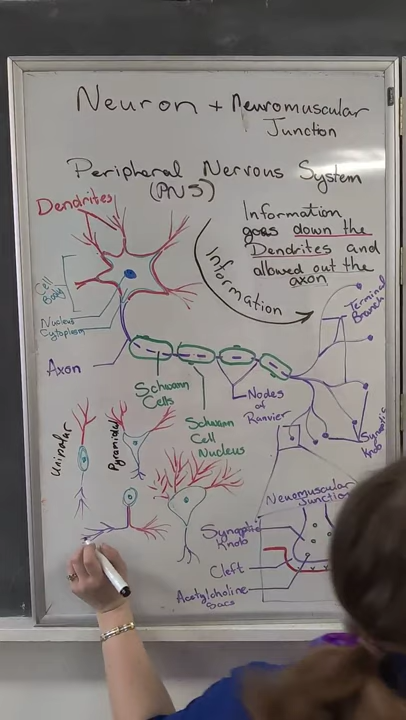 Neuron + Neuromuscular
Junction
Peripheral Nervous System
(PNS)
Dendrites
Information
goes down the
Dendrites and
allowed out the
axon
Information
Cell
Body
Nucleus
Cytoplasm
Axon
Terminal
Branch
Schwann
Cells
Schwann
Cell
Nucleus
Nodes
of
Ranvier
Synaptic
Knob
Unipolar
Pyramidal
Neuromuscular
Junction
Synaptic
Knob
Cleft
Acetylcholine
Sacs